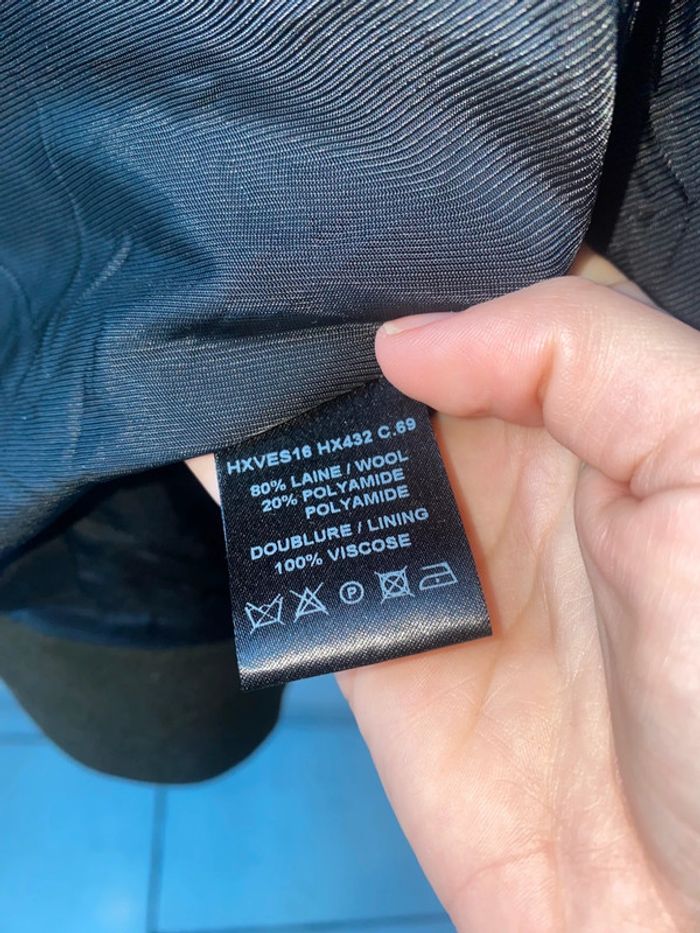 HXVES16 HX432 C.69
80% LAINE / WOOL
20% POLYAMIDE
POLYAMIDE
DOUBLURE / LINING
100% VISCOSE
P